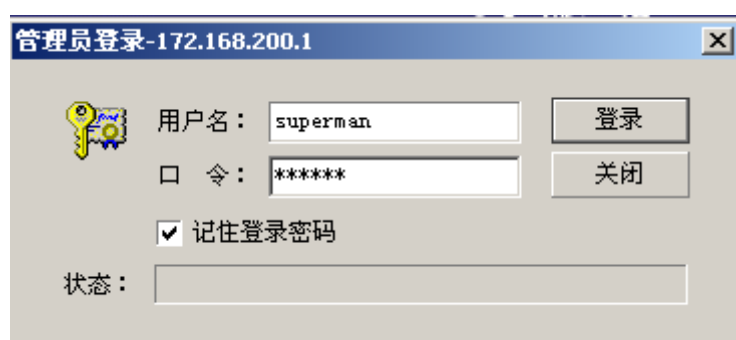 管理员登录-172.168.200.1
用户名： superman 登录
口 令： ****** 关闭
记住登录密码
状态：